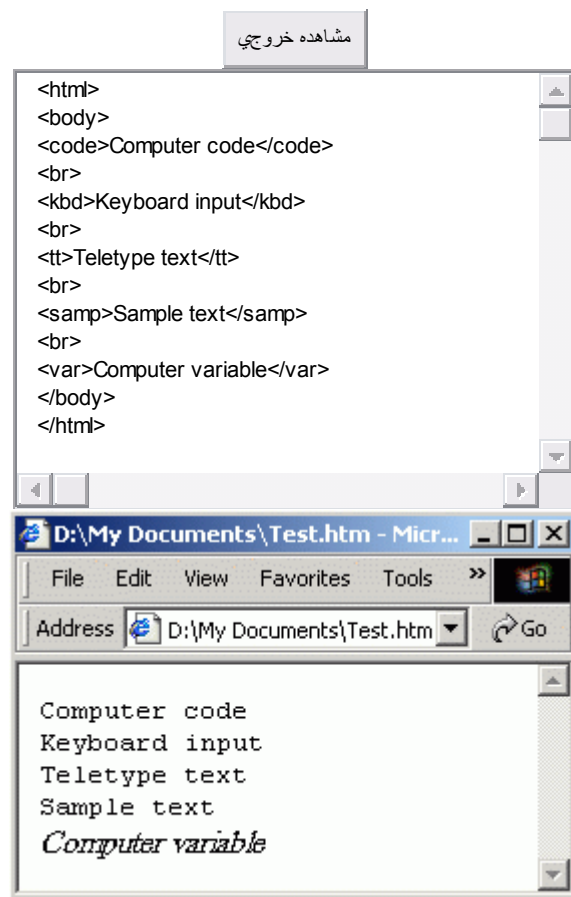 مشاهده خروجي
<html>
<body>
<code>Computer code</code>
<br>
<kbd>Keyboard input</kbd>
<br>
<tt>Teletype text</tt>
<br>
<samp>Sample text</samp>
<br>
<var>Computer variable</var>
</body>
</html>
D:\My Documents\Test.htm - Micr...
File Edit View Favorites Tools »
Address D:\My Documents\Test.htm Go
Computer code
Keyboard input
Teletype text
Sample text
Computer variable